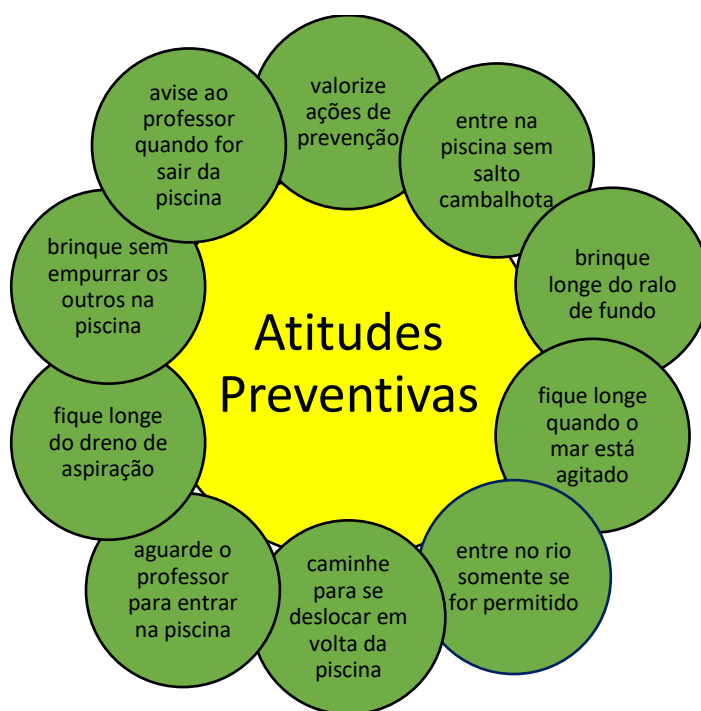 Atitudes
Preventivas
valorize
ações de
prevenção
entre na
piscina sem
salto
cambalhota
brinque
longe do ralo
de fundo
fique longe
quando o
mar está
agitado
entre no rio
somente se
for permitido
caminhe
para se
deslocar em
volta da
piscina
aguarde o
professor
para entrar
na piscina
fique longe
do dreno de
aspiração
brinque sem
empurrar os
outros na
piscina
avise ao
professor
quando for
sair da
piscina